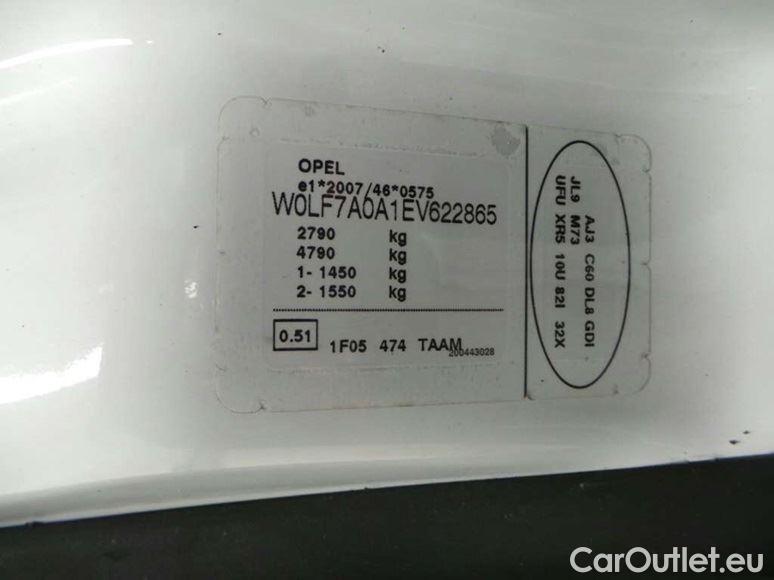 OPEL
e1*2007/46*0575
W0LF7A0A1EV622865
2790 kg
4790 kg
1- 1450 kg
2- 1550 kg
0.51 1F05 474 TAAM 200443028
AJ3 C60 DL8 GDI
JL9 M73
UFU XR5 10U 82I 32X
CarOutlet.eu